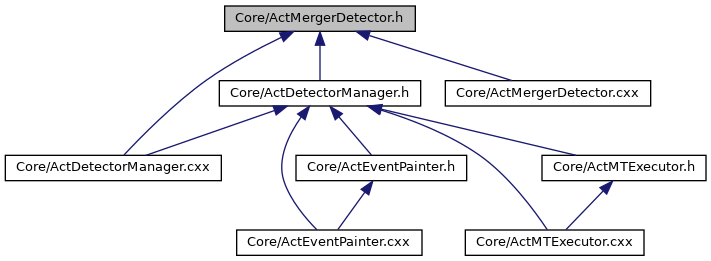 Core/ActMergerDetector.h
Core/ActDetectorManager.h
Core/ActMergerDetector.cxx
Core/ActDetectorManager.cxx
Core/ActEventPainter.h
Core/ActMTExecutor.h
Core/ActEventPainter.cxx
Core/ActMTExecutor.cxx